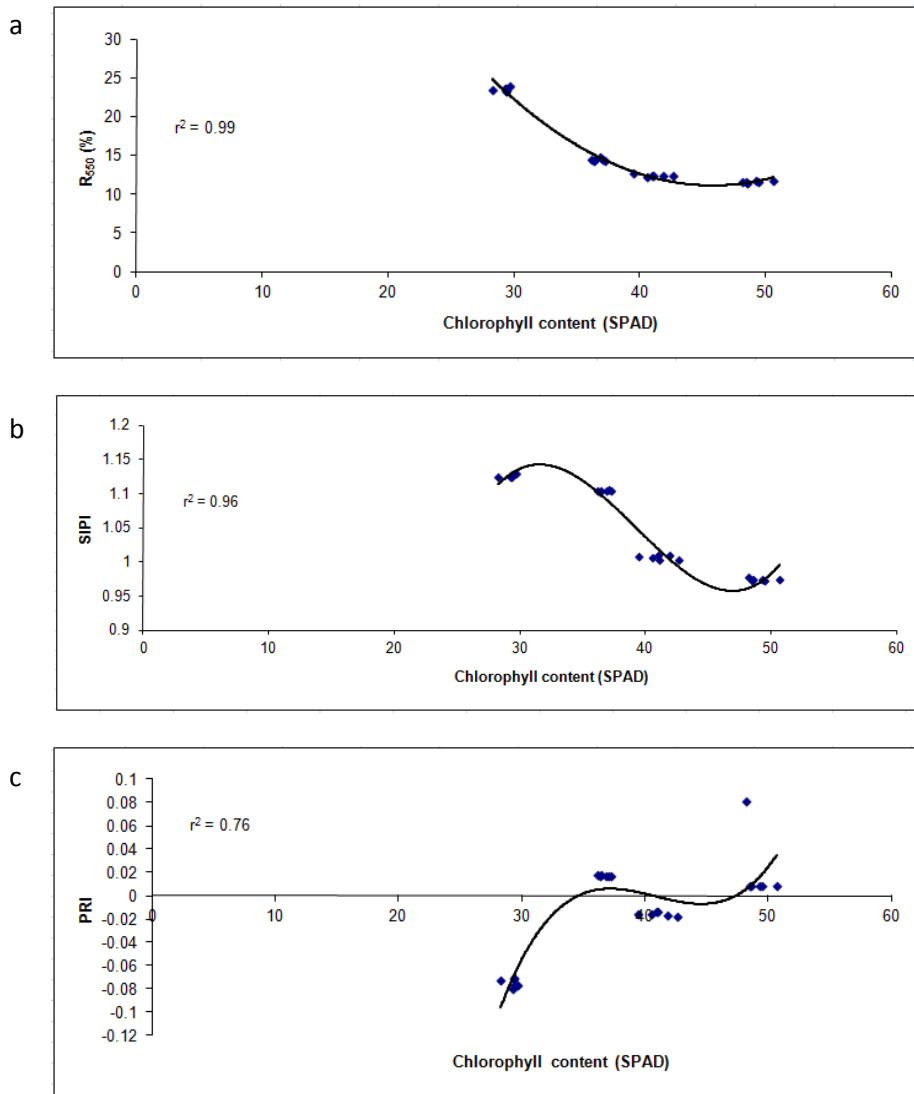 a
30
25
20
15
10
5
0
R₅₅₀ (%)
r² = 0.99
0 10 20 30 40 50 60
Chlorophyll content (SPAD)
b
1.2
1.15
1.1
1.05
1
0.95
0.9
SIPI
r² = 0.96
0 10 20 30 40 50 60
Chlorophyll content (SPAD)
c
0.1
0.08
0.06
0.04
0.02
0
-0.02
-0.04
-0.06
-0.08
-0.1
-0.12
PRI
r² = 0.76
0 10 20 30 40 50 60
Chlorophyll content (SPAD)